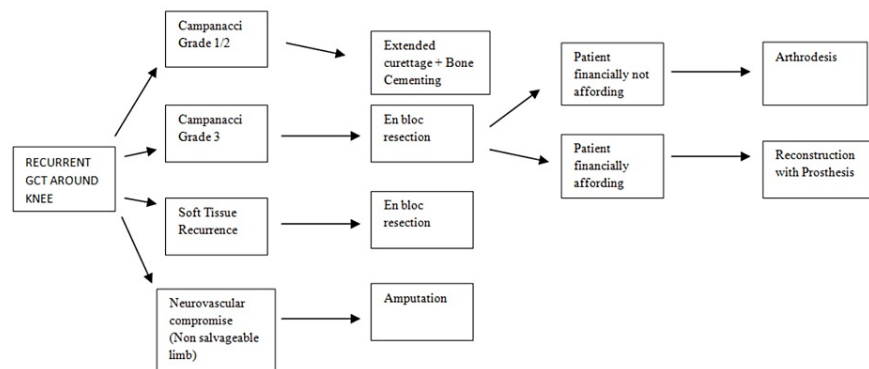 RECURRENT
GCT AROUND
KNEE
Campanacci
Grade 1/2
Extended
curettage + Bone
Cementing
Campanacci
Grade 3
En bloc
resection
Patient
financially not
affording
Arthrodesis
Patient
financially
affording
Reconstruction
with Prosthesis
Soft Tissue
Recurrence
En bloc
resection
Neurovascular
compromise
(Non salvageable
limb)
Amputation